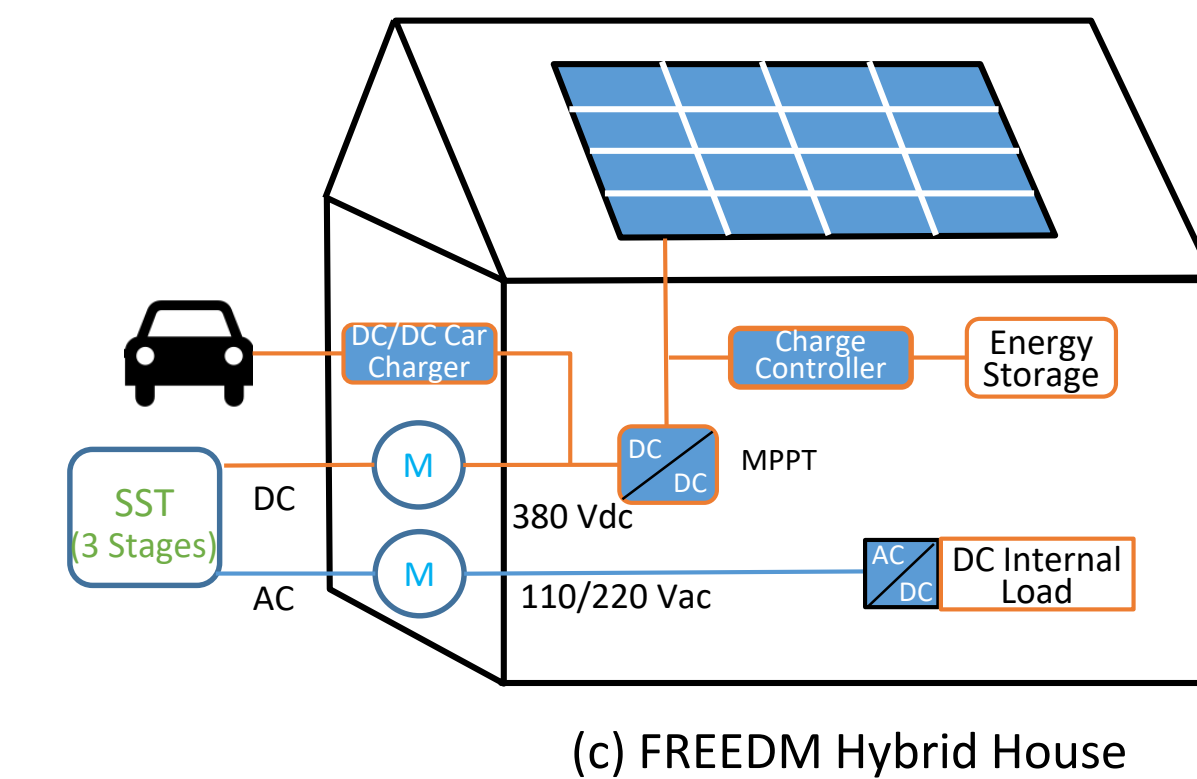 DC/DC Car
Charger
Charge
Controller
Energy
Storage
SST
(3 Stages)
DC
M
DC
DC
MPPT
380 Vdc
AC
M
110/220 Vac
AC
DC
DC Internal
Load
(c) FREEDM Hybrid House